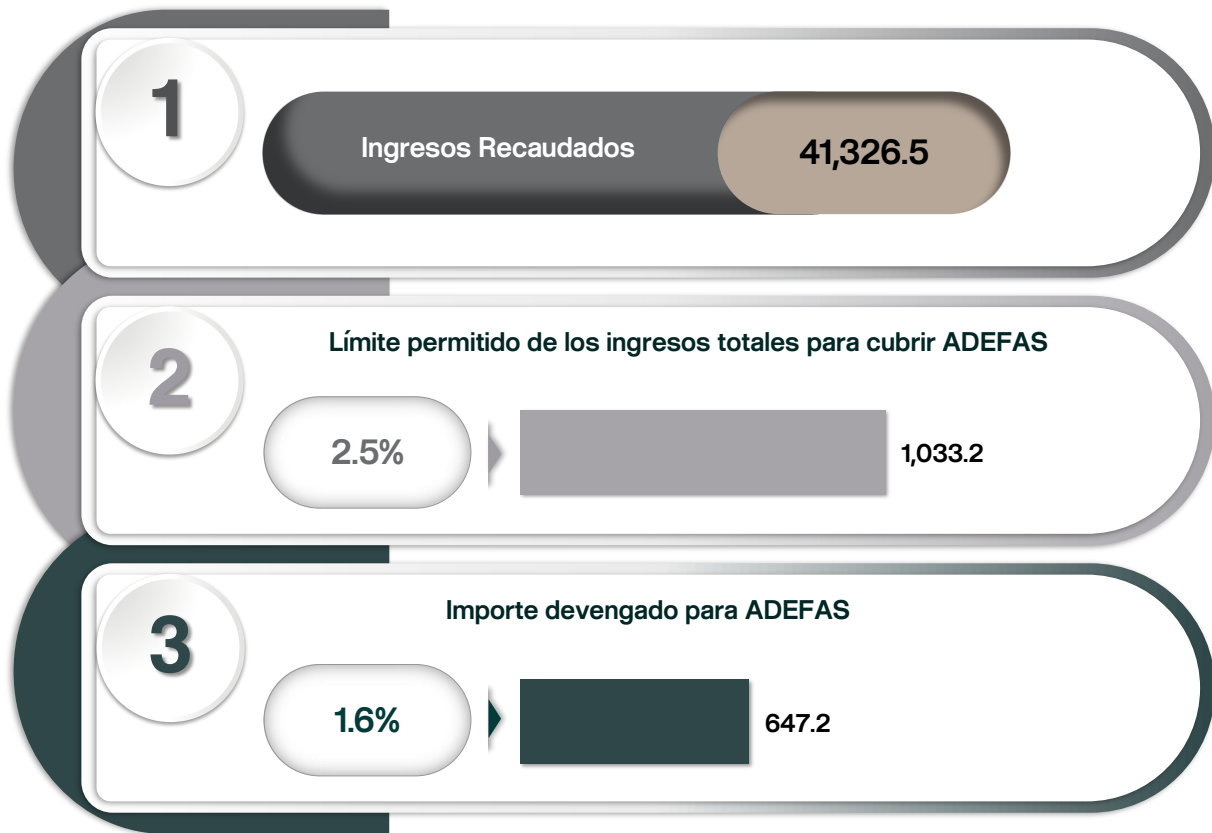 1
Ingresos Recaudados
41,326.5
2
Límite permitido de los ingresos totales para cubrir ADEFAS
2.5%
1,033.2
3
Importe devengado para ADEFAS
1.6%
647.2